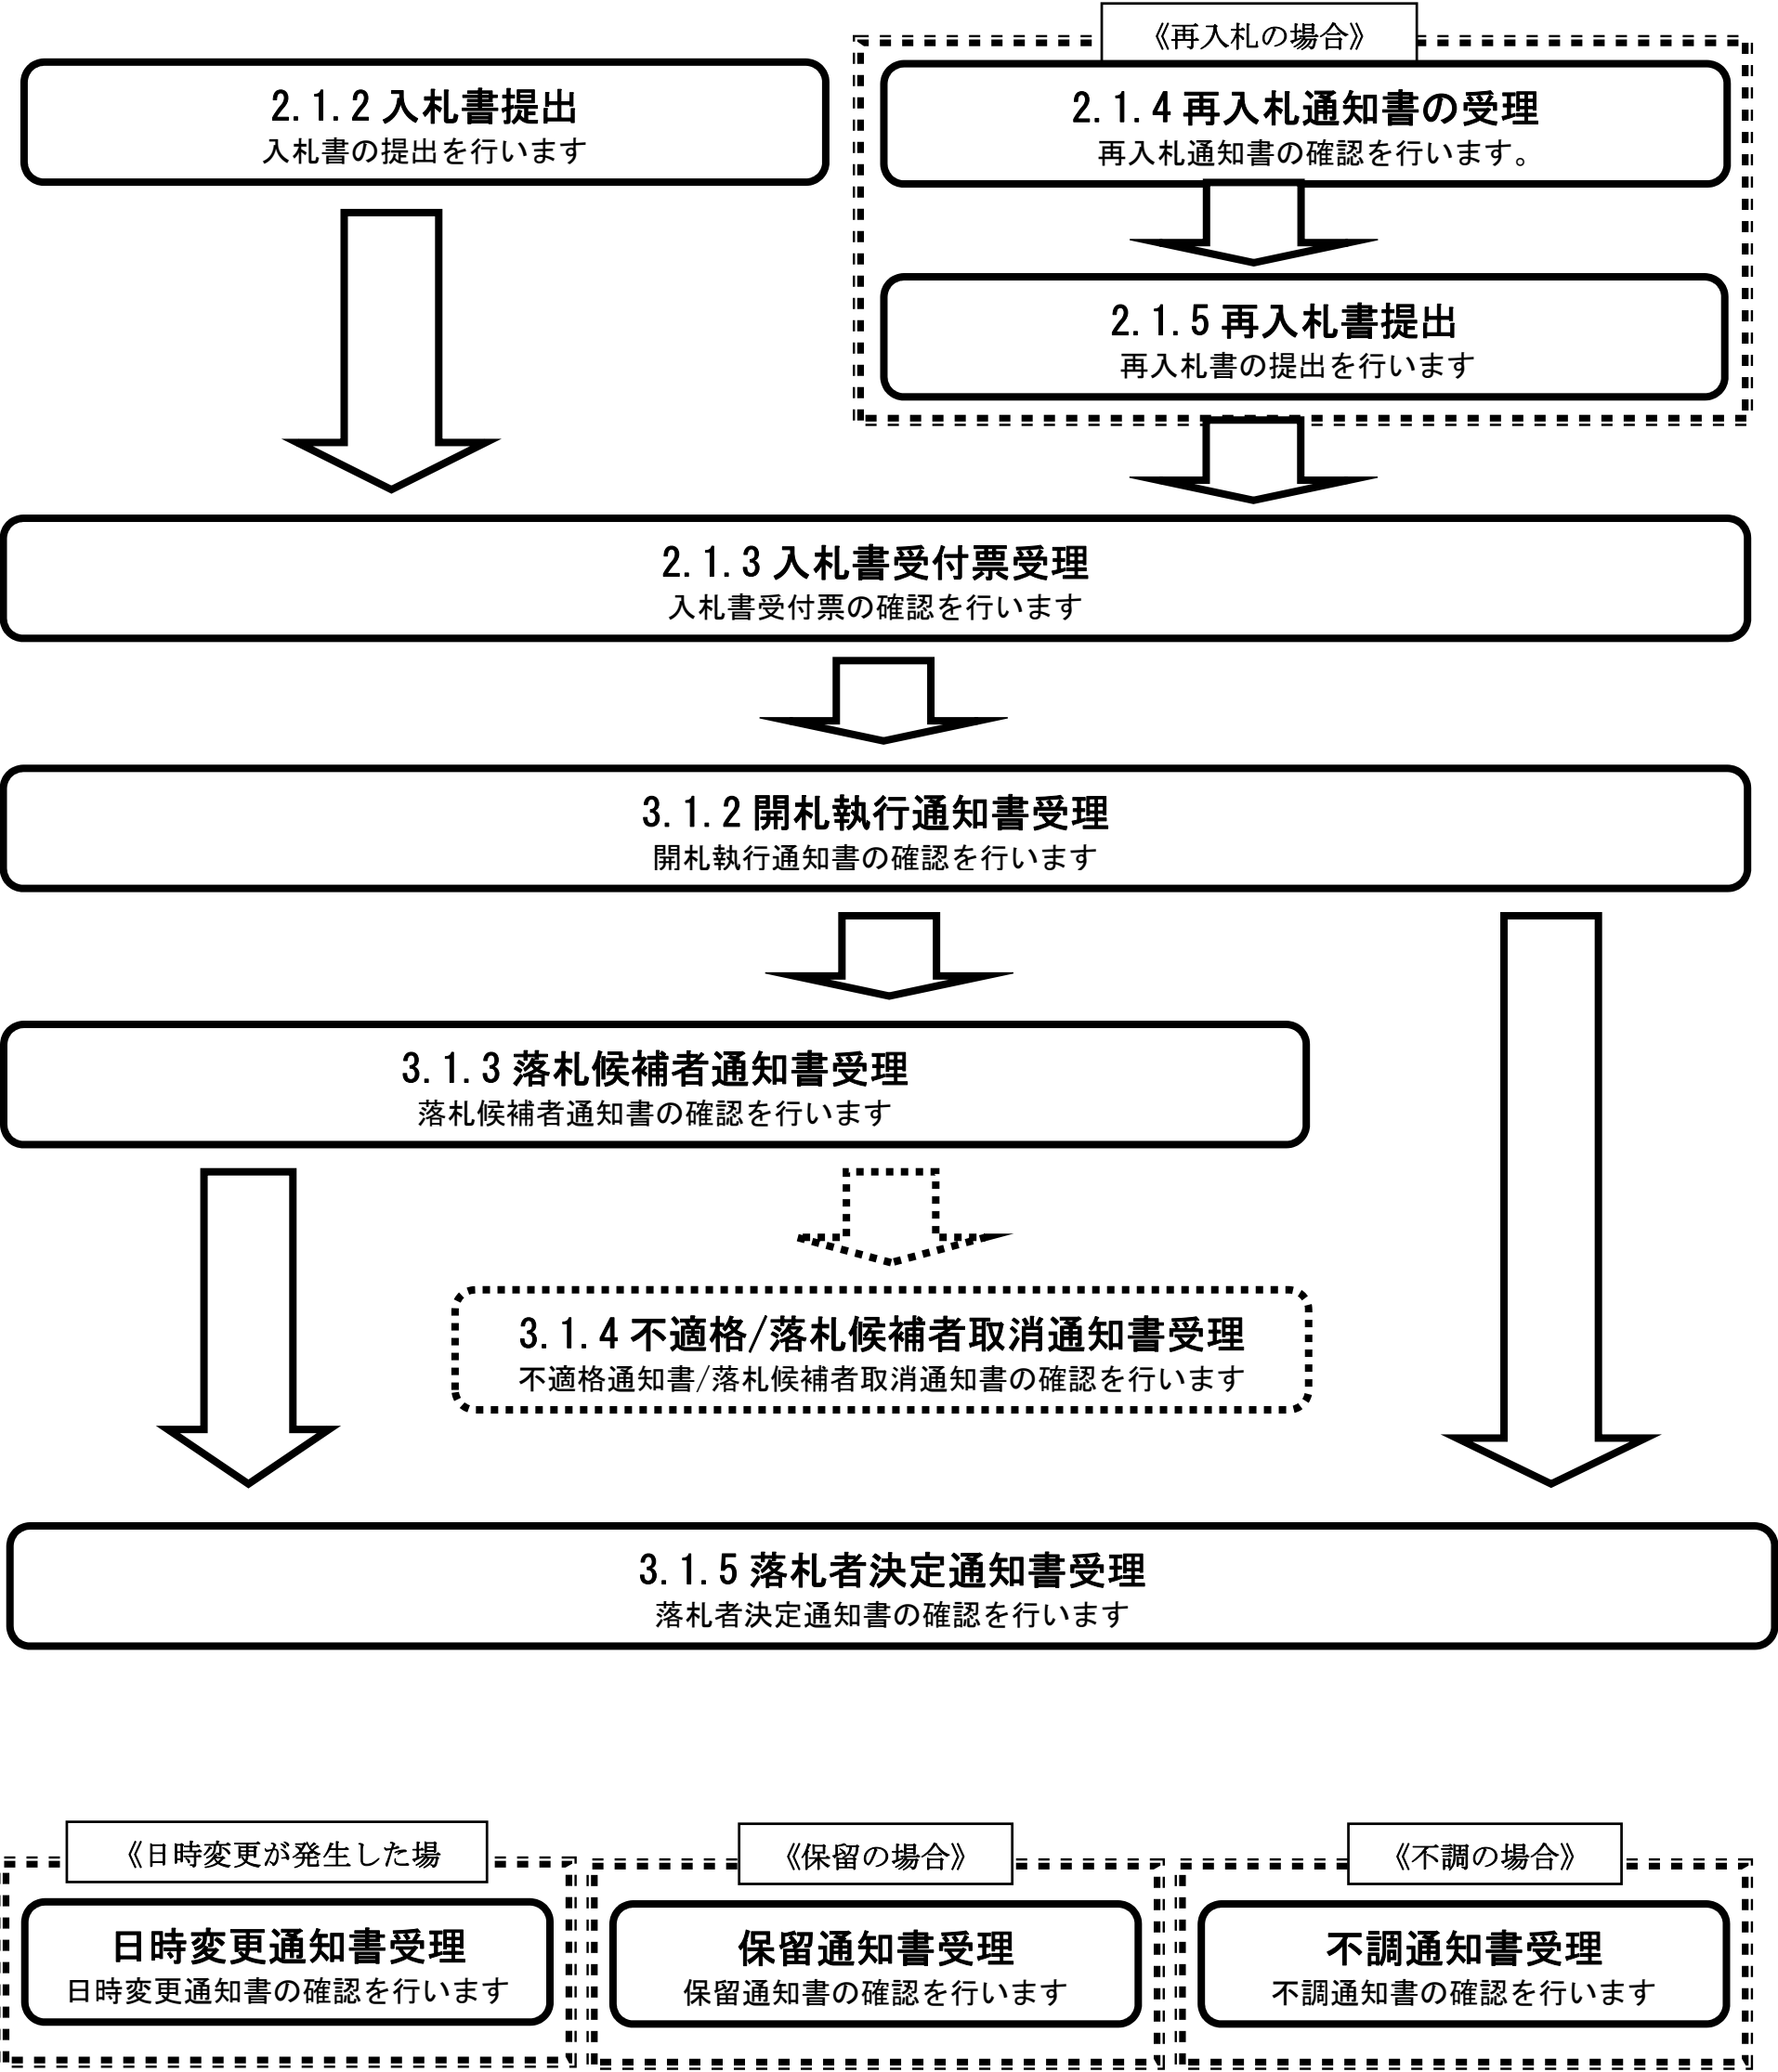 2.1.2 入札書提出
入札書の提出を行います
《再入札の場合》
2.1.4 再入札通知書の受理
再入札通知書の確認を行います。
2.1.5 再入札書提出
再入札書の提出を行います
2.1.3 入札書受付票受理
入札書受付票の確認を行います
3.1.2 開札執行通知書受理
開札執行通知書の確認を行います
3.1.3 落札候補者通知書受理
落札候補者通知書の確認を行います
3.1.4 不適格/落札候補者取消通知書受理
不適格通知書/落札候補者取消通知書の確認を行います
3.1.5 落札者決定通知書受理
落札者決定通知書の確認を行います
《日時変更が発生した場
日時変更通知書受理
日時変更通知書の確認を行います
《保留の場合》
保留通知書受理
保留通知書の確認を行います
《不調の場合》
不調通知書受理
不調通知書の確認を行います